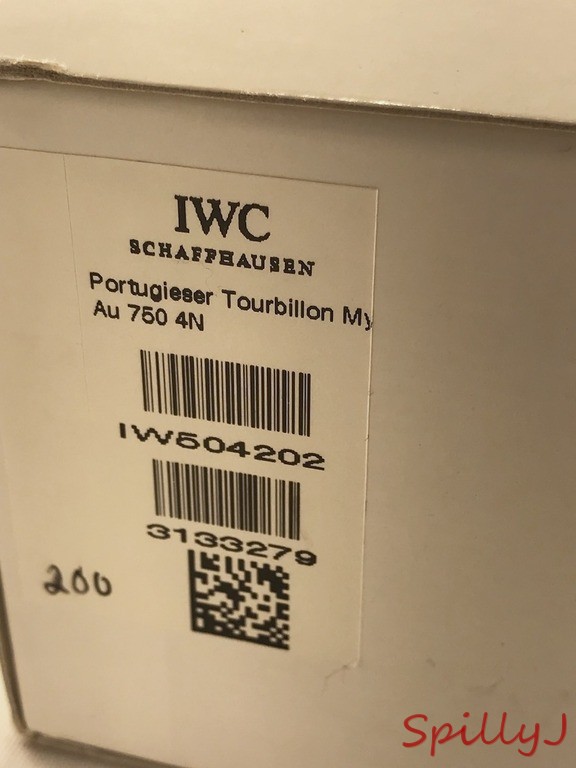 IWC
SCHAFFHAUSEN
Portugieser Tourbillon My
Au 750 4N
IW504202
3133279
200
SpillyJ